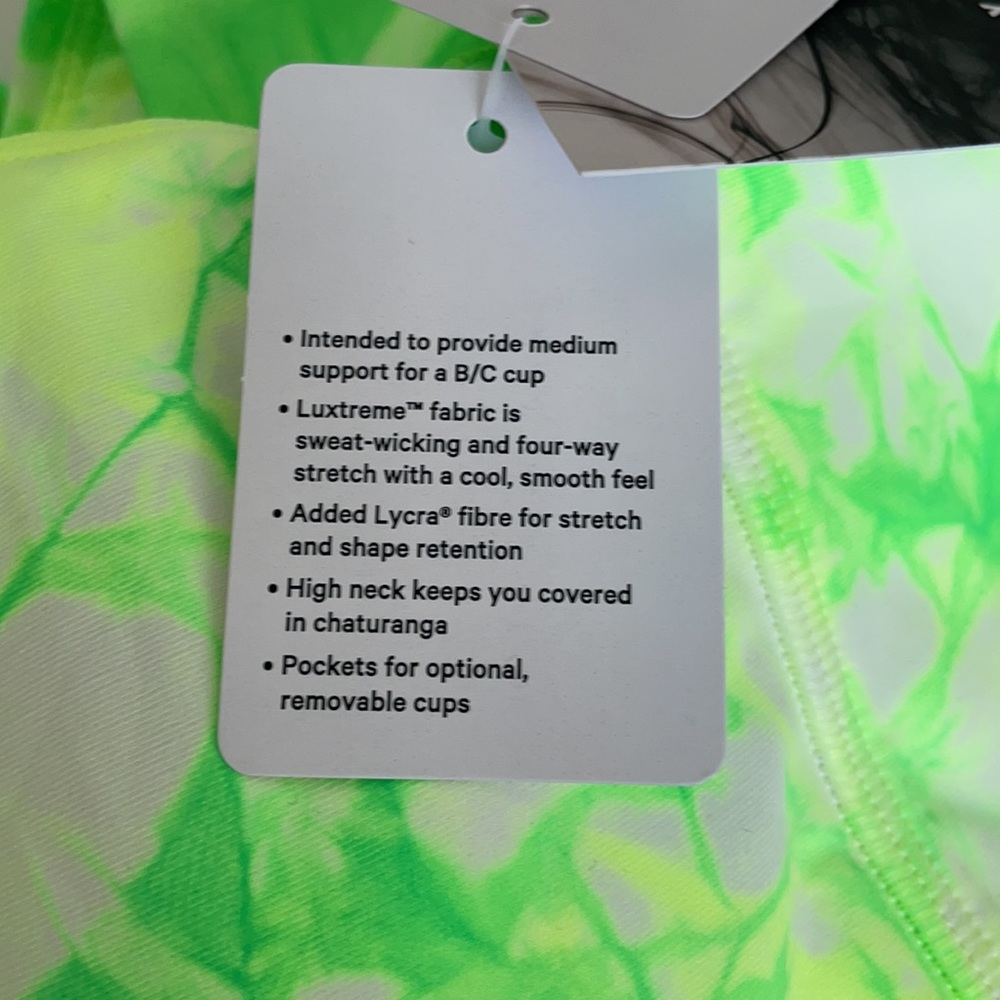 • Intended to provide medium
support for a B/C cup
• Luxtreme™ fabric is
sweat-wicking and four-way
stretch with a cool, smooth feel
• Added Lycra® fibre for stretch
and shape retention
• High neck keeps you covered
in chaturanga
• Pockets for optional,
removable cups